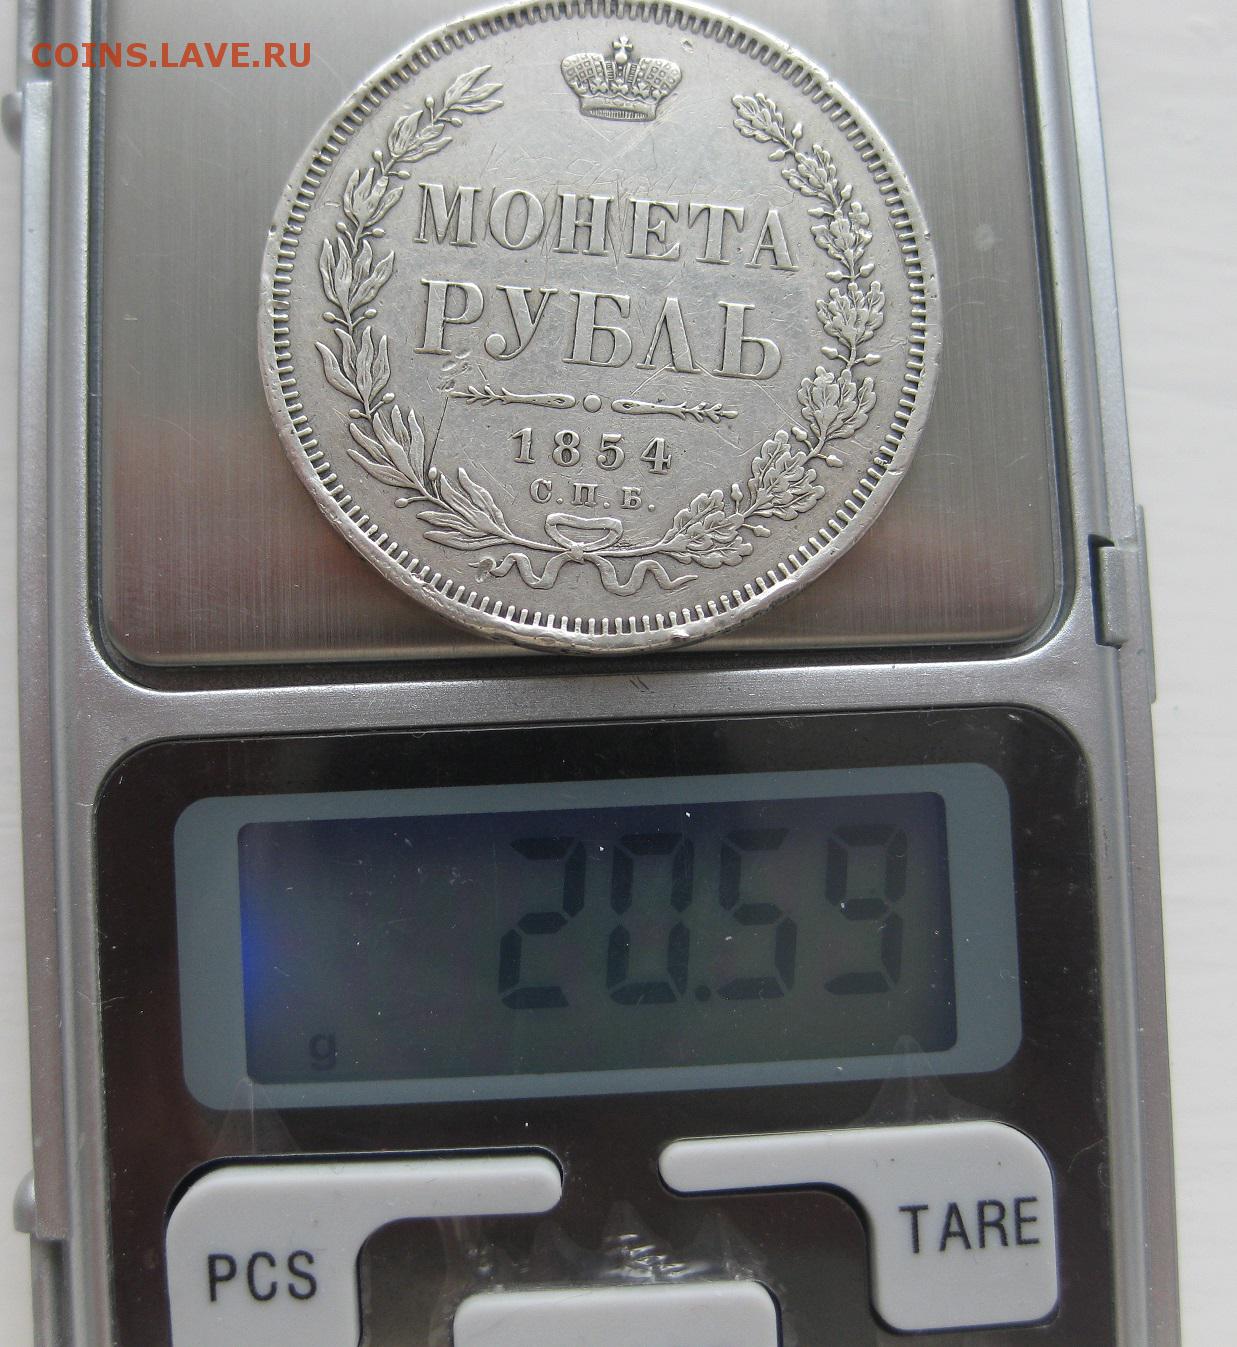 COINS.LAVE.RU
МОНЕТА
РУБЛЬ
1854
С.П.Б.
20.59
g
PCS
TARE